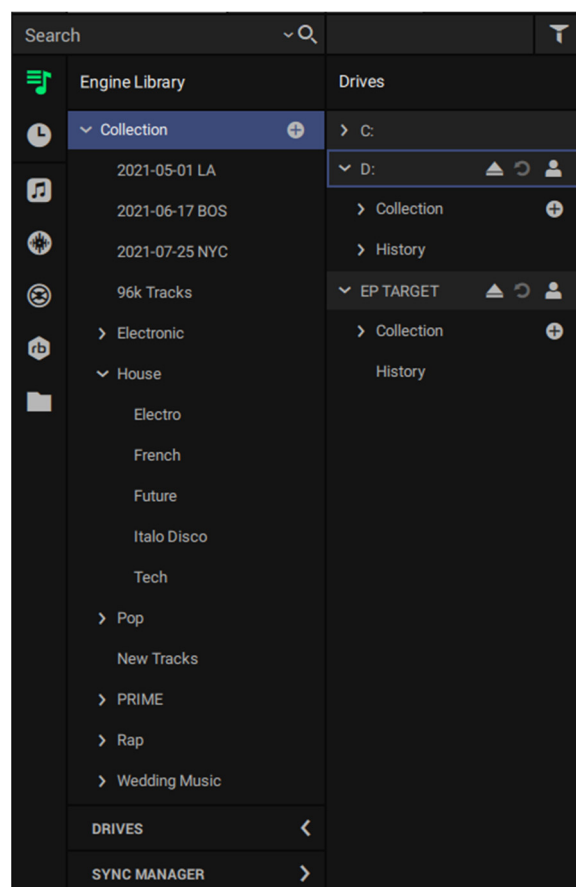 Search
Engine Library
Collection
2021-05-01 LA
2021-06-17 BOS
2021-07-25 NYC
96k Tracks
Electronic
House
Electro
French
Future
Italo Disco
Tech
Pop
New Tracks
PRIME
Rap
Wedding Music
DRIVES
SYNC MANAGER
rb
Drives
C:
D:
Collection
History
EP TARGET
Collection
History